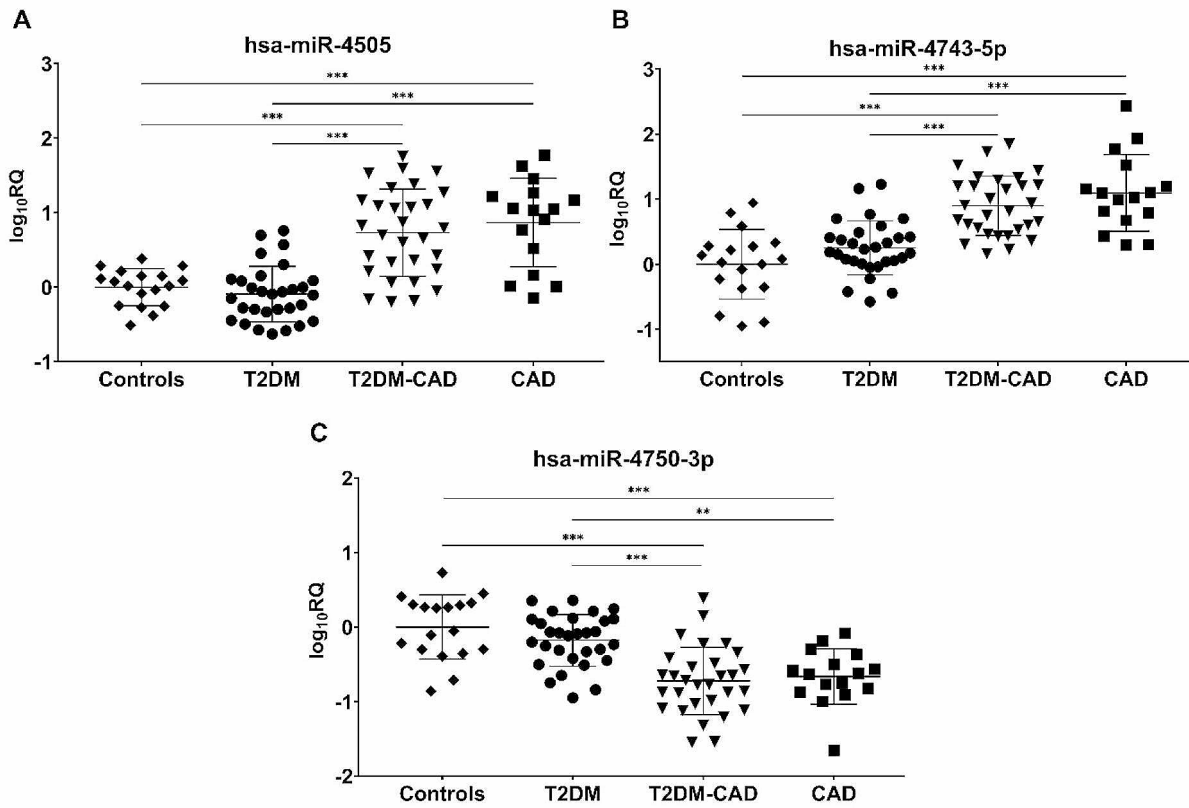 A
hsa-miR-4505
log10RQ
3
2
1
0
-1
***
***
***
***
Controls T2DM T2DM-CAD CAD
B
hsa-miR-4743-5p
log10RQ
3
2
1
0
-1
***
***
***
***
Controls T2DM T2DM-CAD CAD
C
hsa-miR-4750-3p
log10RQ
2
1
0
-1
-2
***
**
***
***
Controls T2DM T2DM-CAD CAD